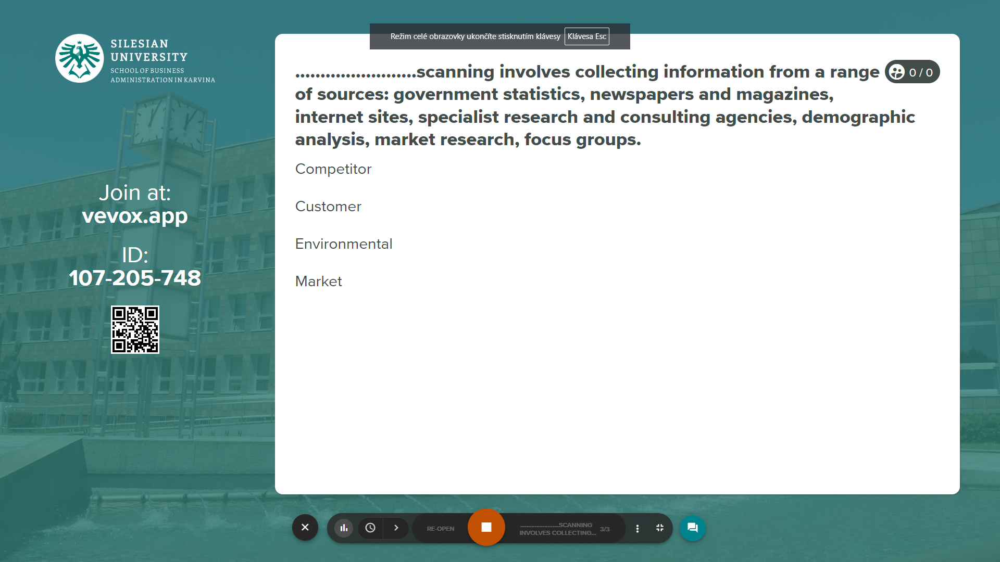 SILESIAN
UNIVERSITY
SCHOOL OF BUSINESS
ADMINISTRATION IN KARVINA
Join at:
vevox.app
ID:
107-205-748
Režim celé obrazovky ukončíte stisknutím klávesy Klávesa Esc
........................scanning involves collecting information from a range
of sources: government statistics, newspapers and magazines,
internet sites, specialist research and consulting agencies, demographic
analysis, market research, focus groups.
0 / 0
Competitor
Customer
Environmental
Market
RE-OPEN
........................SCANNING
INVOLVES COLLECTING...
3/3